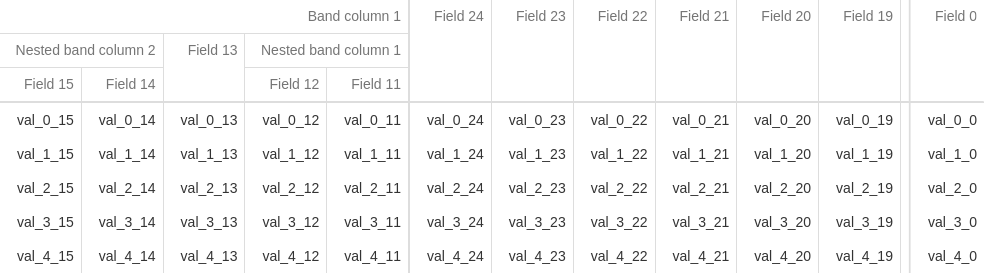 Band column 1 Field 24 Field 23 Field 22 Field 21 Field 20 Field 19 Field 0
Nested band column 2 Field 13 Nested band column 1
Field 15 Field 14 Field 12 Field 11
val_0_15 val_0_14 val_0_13 val_0_12 val_0_11 val_0_24 val_0_23 val_0_22 val_0_21 val_0_20 val_0_19 val_0_0
val_1_15 val_1_14 val_1_13 val_1_12 val_1_11 val_1_24 val_1_23 val_1_22 val_1_21 val_1_20 val_1_19 val_1_0
val_2_15 val_2_14 val_2_13 val_2_12 val_2_11 val_2_24 val_2_23 val_2_22 val_2_21 val_2_20 val_2_19 val_2_0
val_3_15 val_3_14 val_3_13 val_3_12 val_3_11 val_3_24 val_3_23 val_3_22 val_3_21 val_3_20 val_3_19 val_3_0
val_4_15 val_4_14 val_4_13 val_4_12 val_4_11 val_4_24 val_4_23 val_4_22 val_4_21 val_4_20 val_4_19 val_4_0